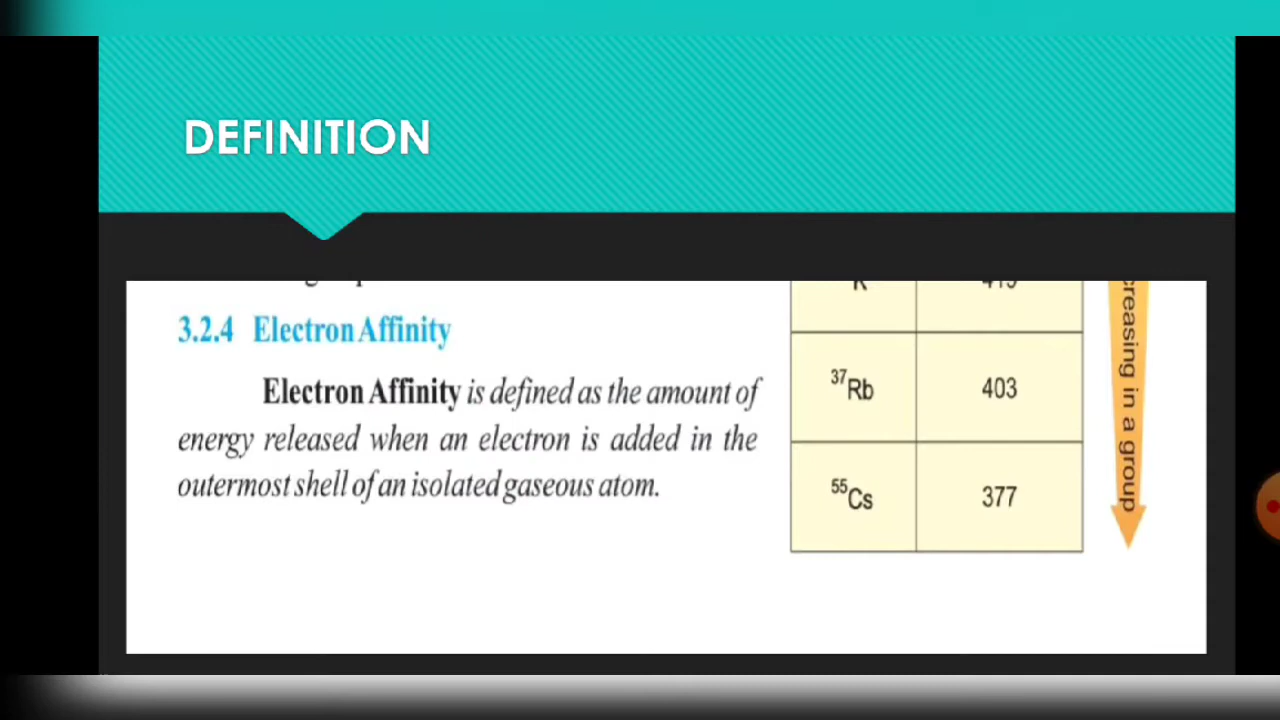 DEFINITION
3.2.4 Electron Affinity
Electron Affinity is defined as the amount of
energy released when an electron is added in the
outermost shell of an isolated gaseous atom.
37Rb 403
55Cs 377
creasing in a group